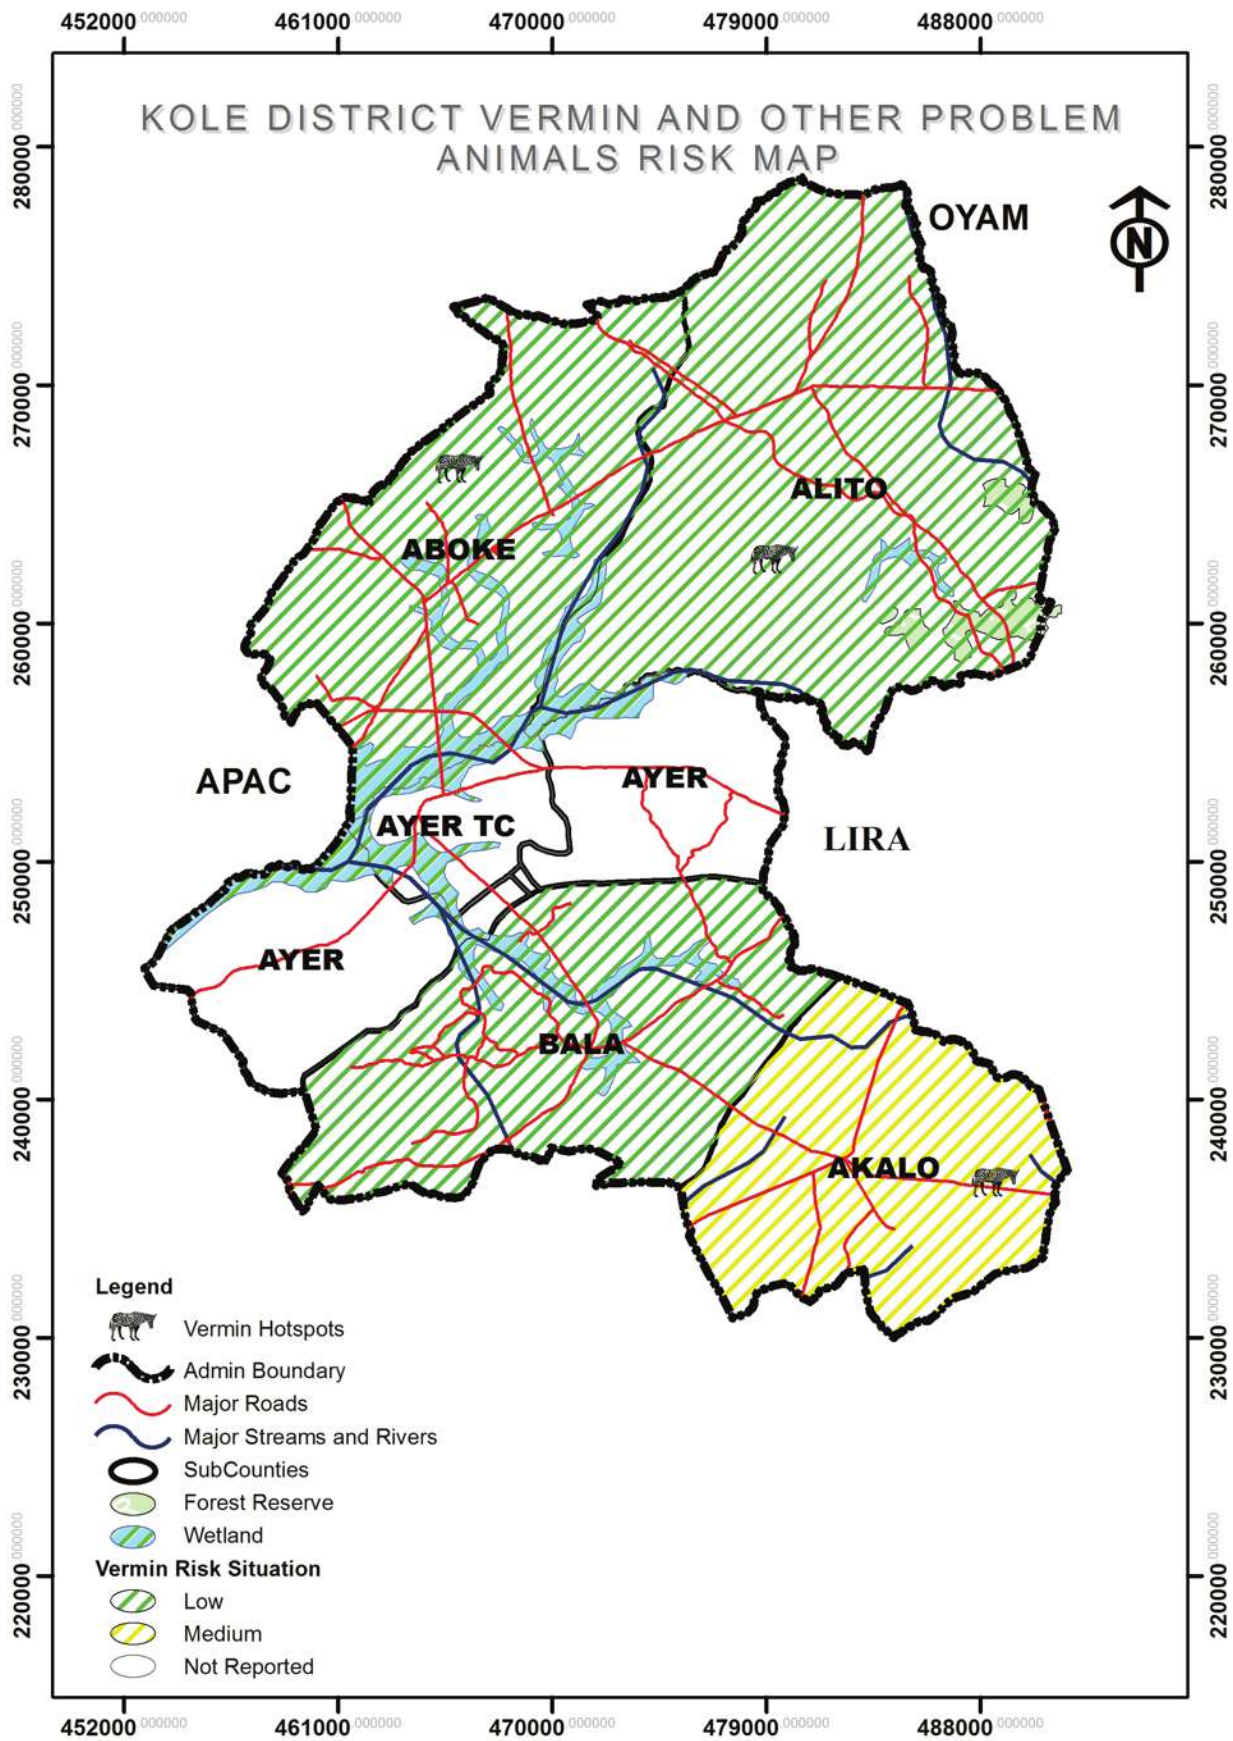 452000.000000 461000.000000 470000.000000 479000.000000 488000.000000
KOLE DISTRICT VERMIN AND OTHER PROBLEM
ANIMALS RISK MAP
280000.000000 280000.000000
OYAM
N
270000.000000 270000.000000
ALITO
ABOKE
260000.000000 260000.000000
APAC
AYER
AYER TC
LIRA
250000.000000 250000.000000
AYER
BALA
240000.000000 240000.000000
AKALO
Legend
Vermin Hotspots
230000.000000 230000.000000
Admin Boundary
Major Roads
Major Streams and Rivers
SubCounties
Forest Reserve
Wetland
220000.000000 220000.000000
Vermin Risk Situation
Low
Medium
Not Reported
452000.000000 461000.000000 470000.000000 479000.000000 488000.000000